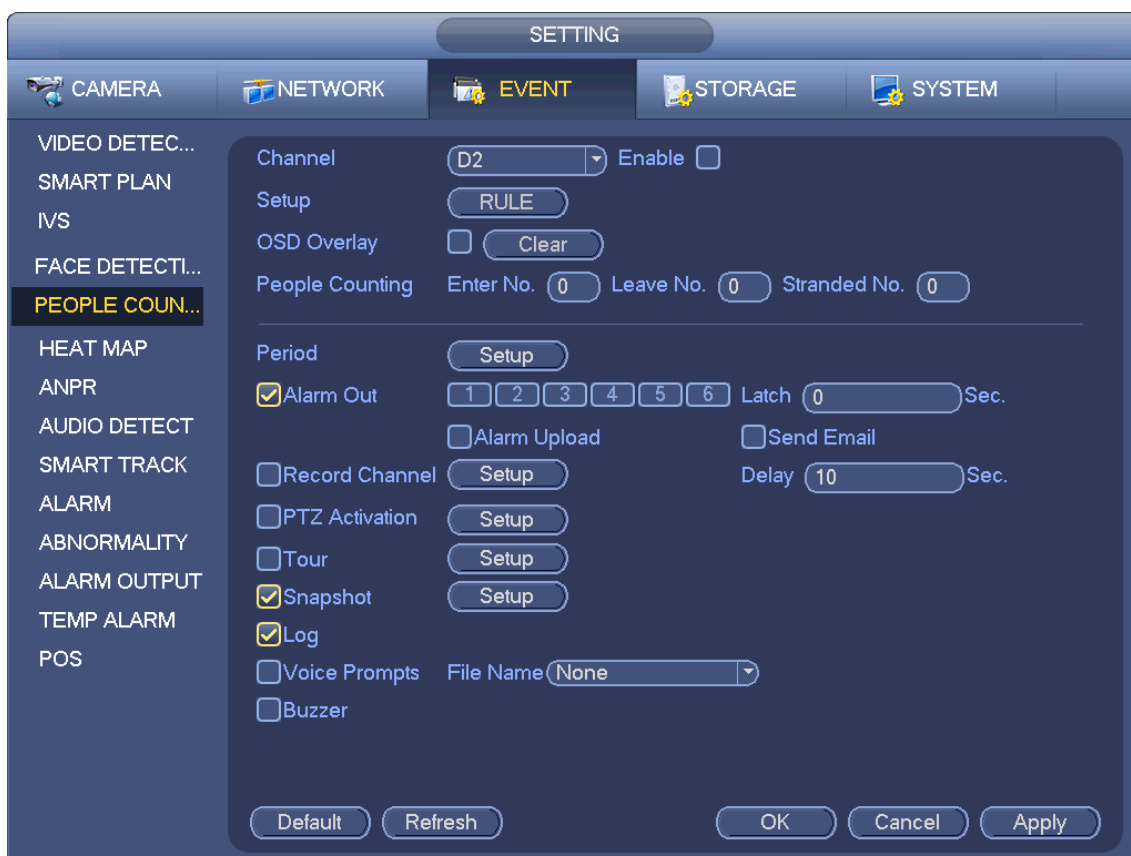 SETTING
CAMERA NETWORK EVENT STORAGE SYSTEM
VIDEO DETEC...
SMART PLAN
IVS
FACE DETECTI...
PEOPLE COUN...
HEAT MAP
ANPR
AUDIO DETECT
SMART TRACK
ALARM
ABNORMALITY
ALARM OUTPUT
TEMP ALARM
POS
Channel D2 Enable
Setup RULE
OSD Overlay Clear
People Counting Enter No. 0 Leave No. 0 Stranded No. 0
Period Setup
Alarm Out 1 2 3 4 5 6 Latch 0 Sec.
Alarm Upload Send Email
Record Channel Setup Delay 10 Sec.
PTZ Activation Setup
Tour Setup
Snapshot Setup
Log
Voice Prompts File Name None
Buzzer
Default Refresh OK Cancel Apply